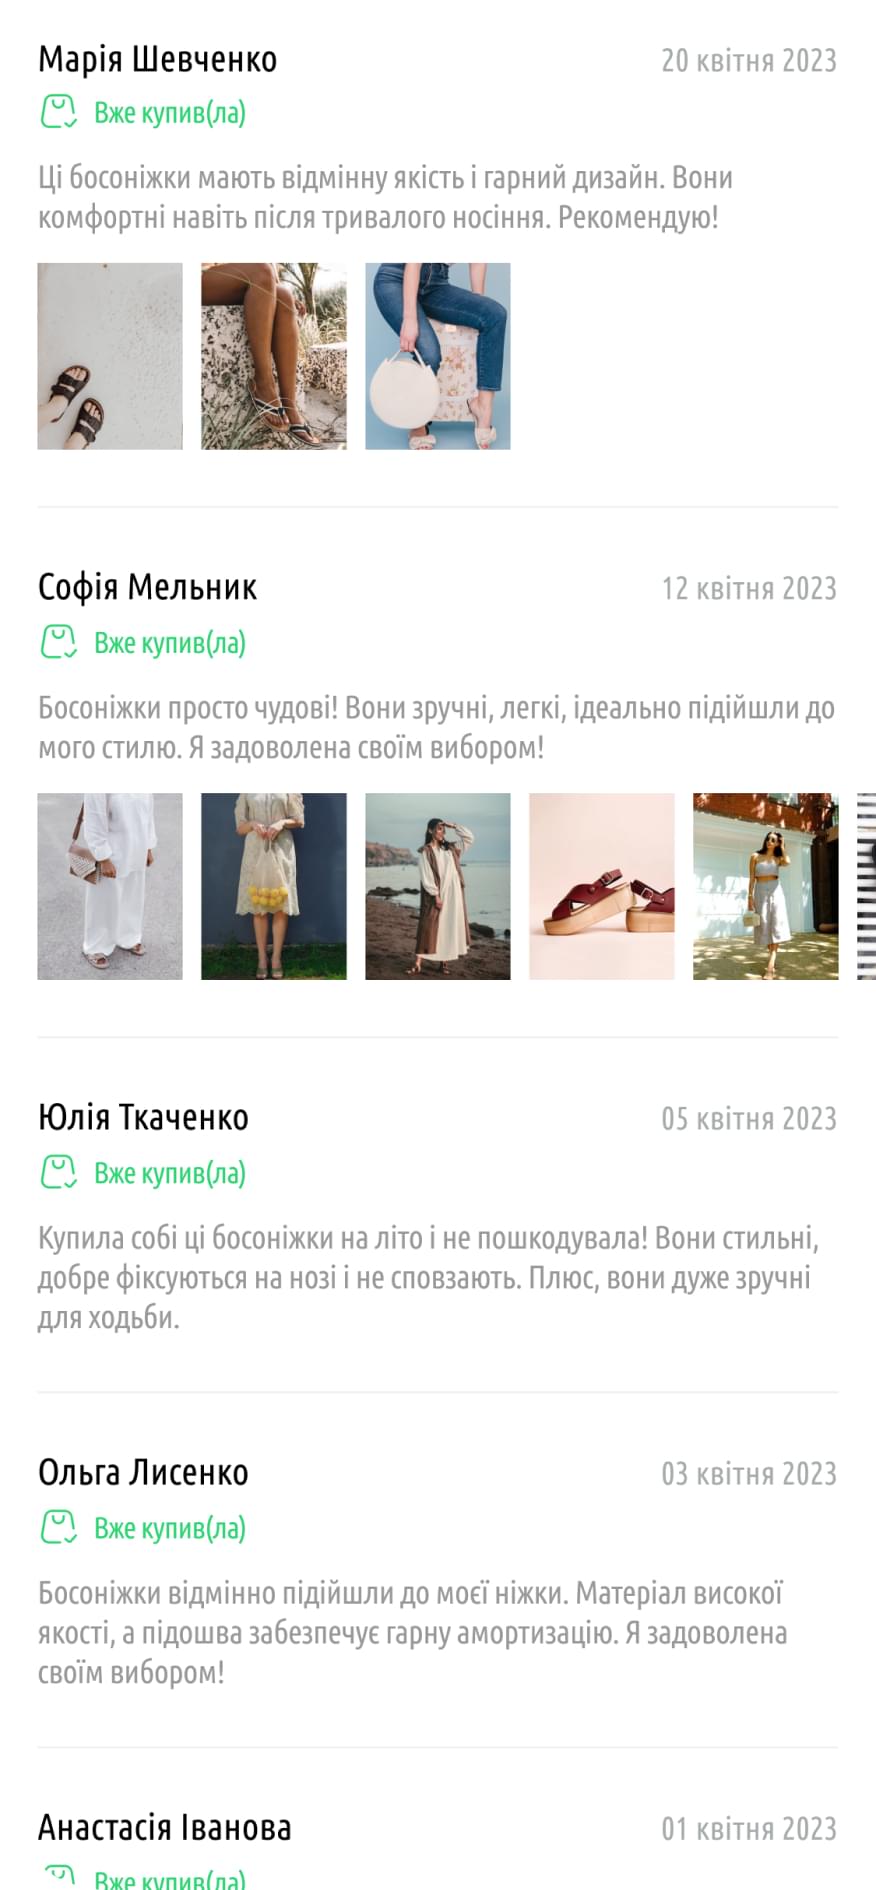 Марія Шевченко
20 квітня 2023
Вже купив(ла)
Ці босоніжки мають відмінну якість і гарний дизайн. Вони
комфортні навіть після тривалого носіння. Рекомендую!
Софія Мельник
12 квітня 2023
Вже купив(ла)
Босоніжки просто чудові! Вони зручні, легкі, ідеально підійшли до
мого стилю. Я задоволена своїм вибором!
Юлія Ткаченко
05 квітня 2023
Вже купив(ла)
Купила собі ці босоніжки на літо і не пошкодувала! Вони стильні,
добре фіксуються на нозі і не сповзають. Плюс, вони дуже зручні
для ходьби.
Ольга Лисенко
03 квітня 2023
Вже купив(ла)
Босоніжки відмінно підійшли до моєї ніжки. Матеріал високої
якості, а підошва забезпечує гарну амортизацію. Я задоволена
своїм вибором!
Анастасія Іванова
01 квітня 2023
Вже купив(ла)